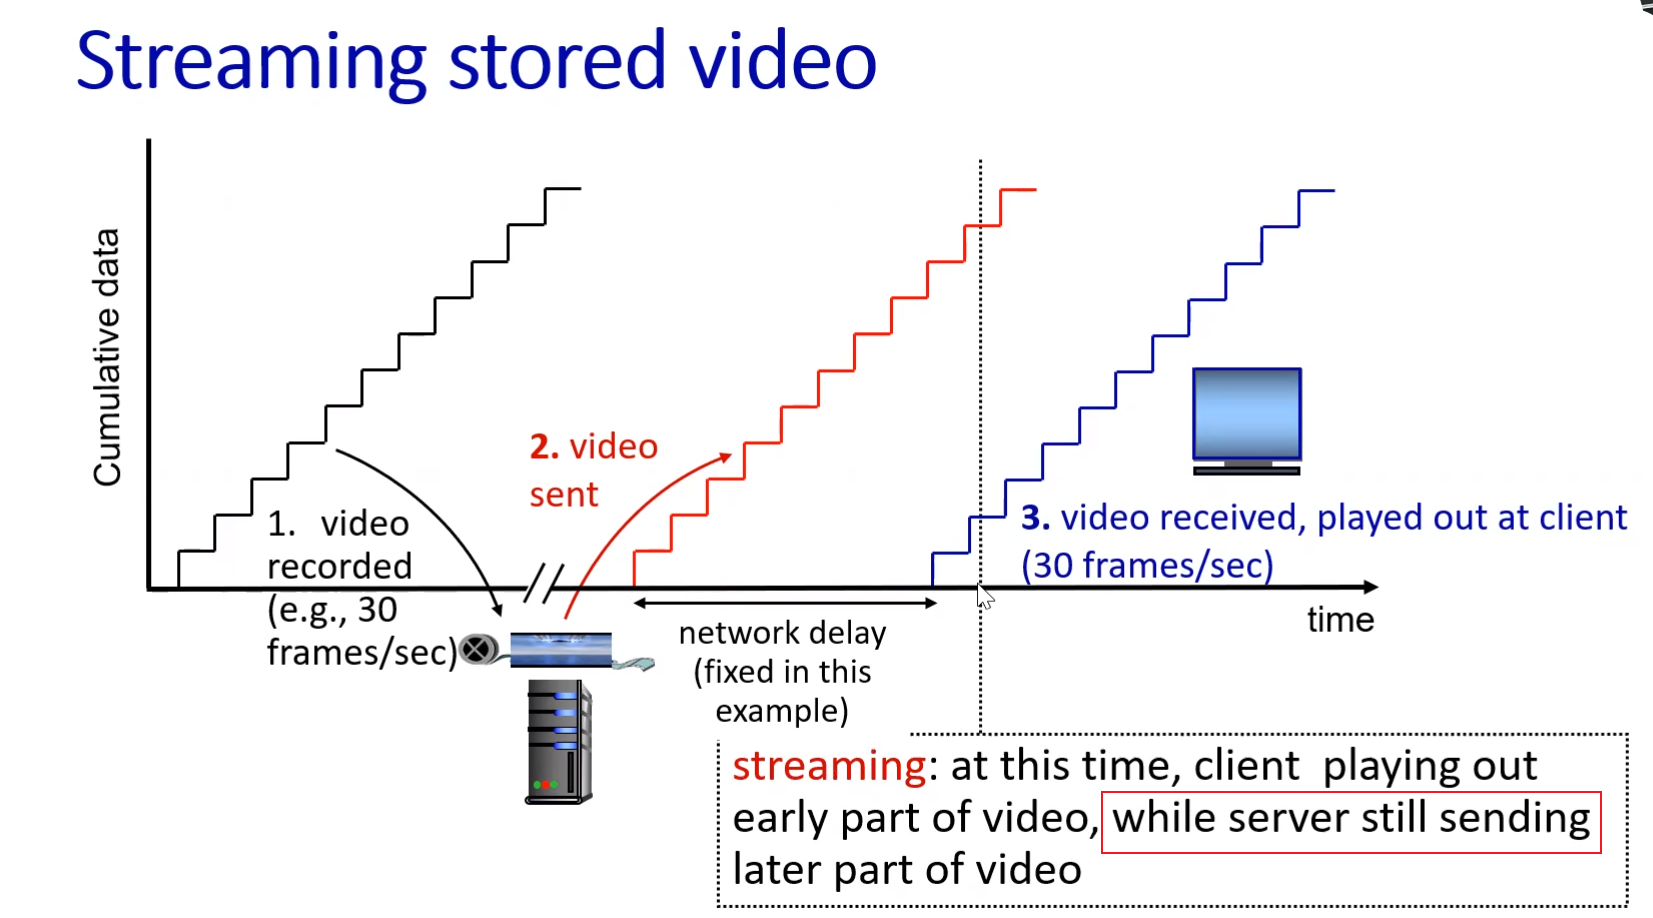 Streaming stored video
Cumulative data
1. video
recorded
(e.g., 30
frames/sec)
2. video
sent
3. video received, played out at client
(30 frames/sec)
time
network delay
(fixed in this
example)
streaming: at this time, client playing out
early part of video, while server still sending
later part of video